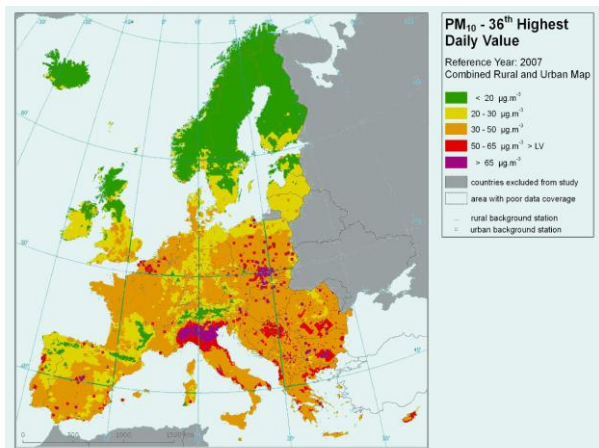 PM₁₀ - 36ᵗʰ Highest
Daily Value
Reference Year: 2007
Combined Rural and Urban Map
< 20 µg.m⁻³
20 - 30 µg.m⁻³
30 - 50 µg.m⁻³
50 - 65 µg.m⁻³ > LV
> 65 µg.m⁻³
countries excluded from study
area with poor data coverage
rural background station
urban background station